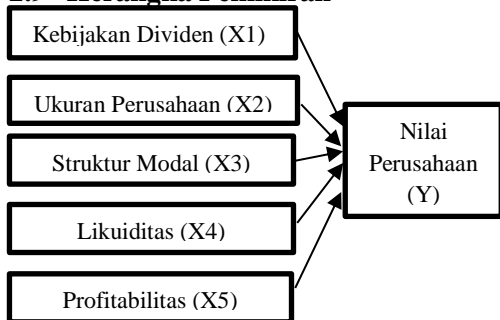 Kebijakan Dividen (X1)
Ukuran Perusahaan (X2)
Struktur Modal (X3)
Likuiditas (X4)
Profitabilitas (X5)
Nilai
Perusahaan
(Y)